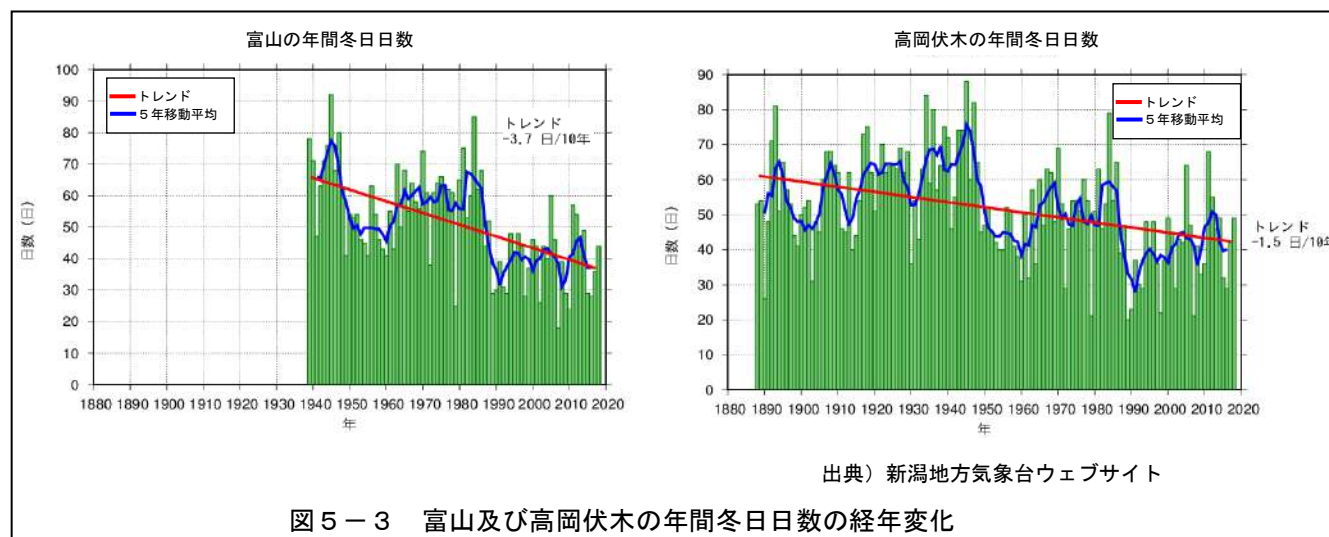 富山の年間冬日日数
高岡伏木の年間冬日日数
100
90
80
70
60
50
40
30
20
10
0
日数（日）
トレンド
５年移動平均
トレンド
-3.7 日/10年
1880 1890 1900 1910 1920 1930 1940 1950 1960 1970 1980 1990 2000 2010 2020
年
90
80
70
60
50
40
30
20
10
0
日数（日）
トレンド
５年移動平均
トレンド
-1.5 日/10年
1880 1890 1900 1910 1920 1930 1940 1950 1960 1970 1980 1990 2000 2010 2020
年
出典）新潟地方気象台ウェブサイト
図５－３　富山及び高岡伏木の年間冬日日数の経年変化